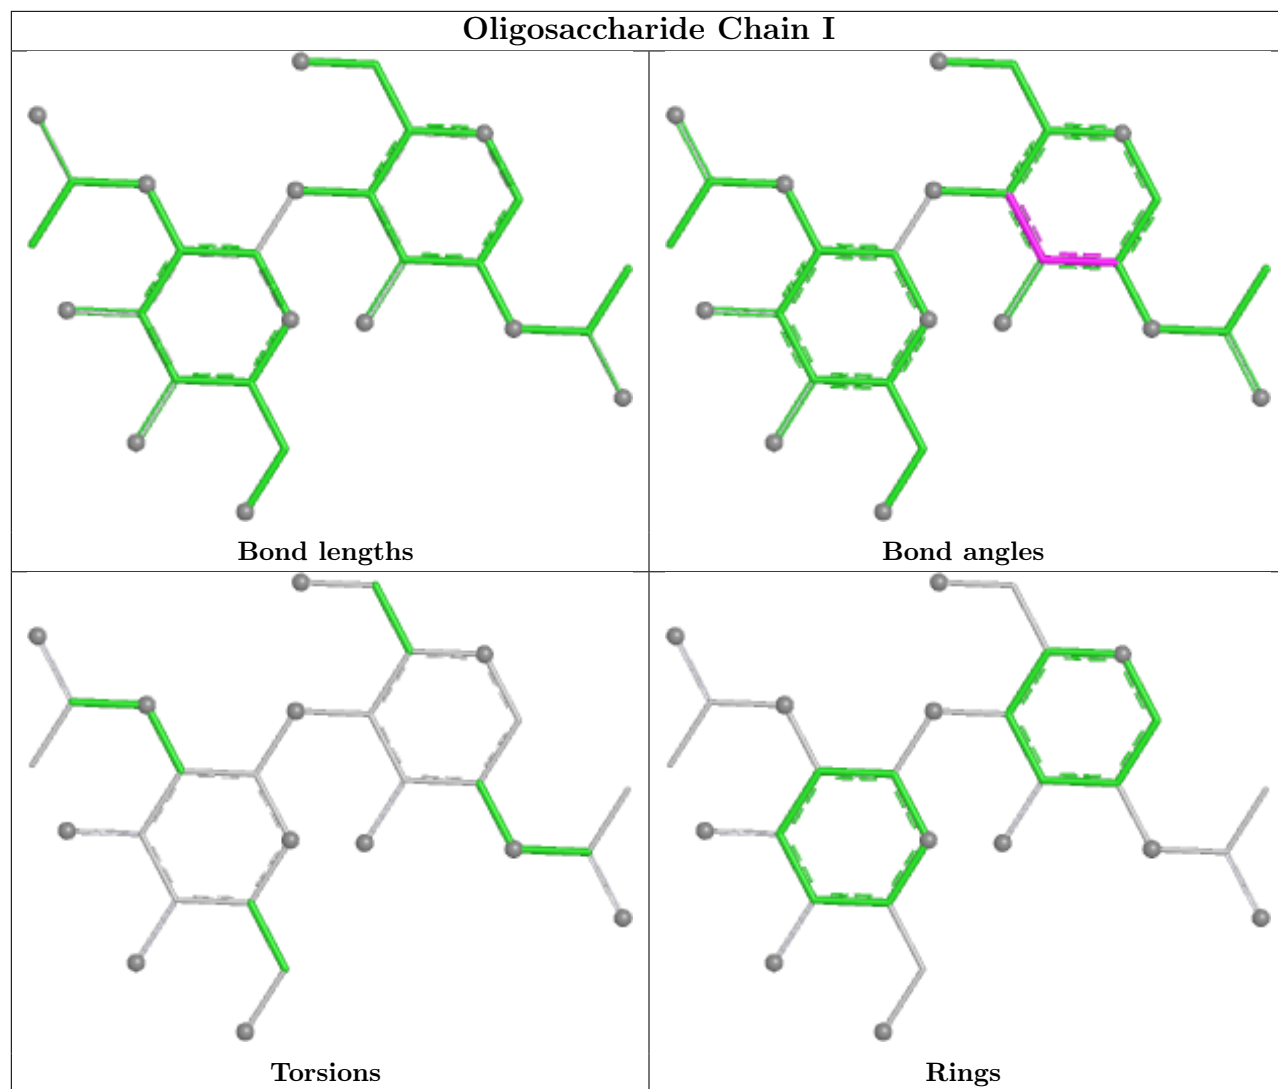 Oligosaccharide Chain I
Bond lengths
Bond angles
Torsions
Rings